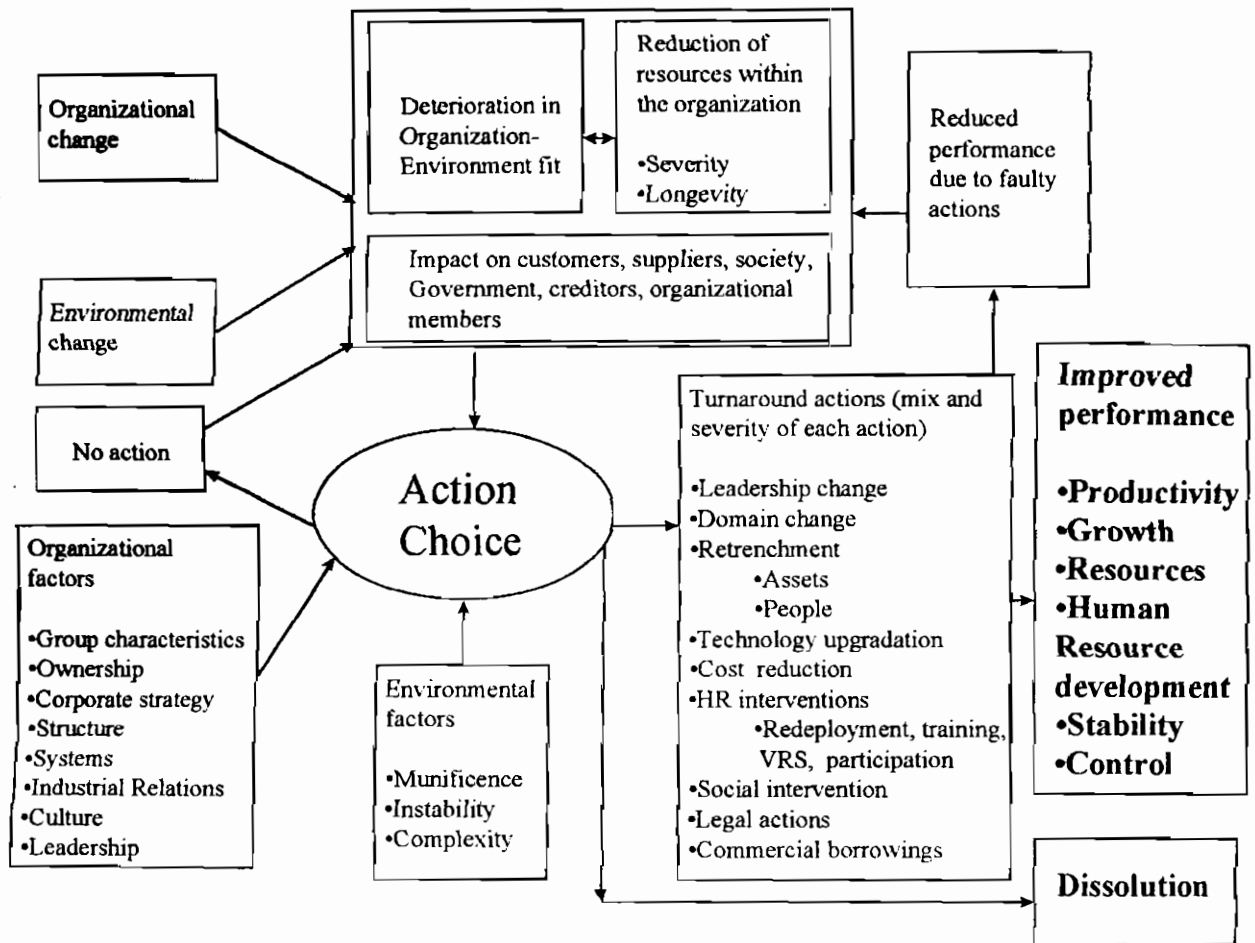 Organizational
change
Environmental
change
No action
Organizational
factors
•Group characteristics
•Ownership
•Corporate strategy
•Structure
•Systems
•Industrial Relations
•Culture
•Leadership
Deterioration in
Organization-
Environment fit
Reduction of
resources within
the organization
•Severity
•Longevity
Impact on customers, suppliers, society,
Government, creditors, organizational
members
Action
Choice
Environmental
factors
•Munificence
•Instability
•Complexity
Reduced
performance
due to faulty
actions
Turnaround actions (mix and
severity of each action)
•Leadership change
•Domain change
•Retrenchment
•Assets
•People
•Technology upgradation
•Cost reduction
•HR interventions
•Redeployment, training,
VRS, participation
•Social intervention
•Legal actions
•Commercial borrowings
Improved
performance
•Productivity
•Growth
•Resources
•Human
Resource
development
•Stability
•Control
Dissolution